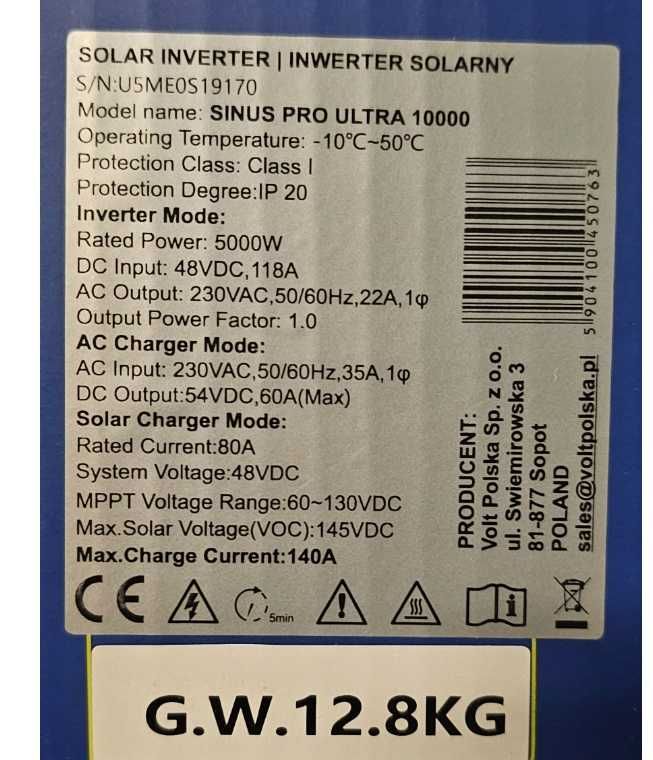 SOLAR INVERTER | INWERTER SOLARNY
S/N:U5ME0S19170
Model name: SINUS PRO ULTRA 10000
Operating Temperature: -10℃~50℃
Protection Class: Class I
Protection Degree:IP 20
Inverter Mode:
Rated Power: 5000W
DC Input: 48VDC,118A
AC Output: 230VAC,50/60Hz,22A,1φ
Output Power Factor: 1.0
AC Charger Mode:
AC Input: 230VAC,50/60Hz,35A,1φ
DC Output:54VDC,60A(Max)
Solar Charger Mode:
Rated Current:80A
System Voltage:48VDC
MPPT Voltage Range:60~130VDC
Max.Solar Voltage(VOC):145VDC
Max.Charge Current:140A
5 904100 450763
PRODUCENT:
Volt Polska Sp. z o.o.
ul. Swiemirowska 3
81-877 Sopot
POLAND
sales@voltpolska.pl
CE
5min
G.W.12.8KG